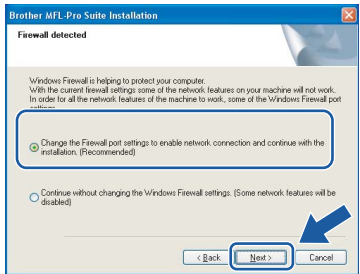 Brother MFL-Pro Suite Installation
Firewall detected
Windows Firewall is helping to protect your computer.
With the current firewall settings some of the network features on your machine will not work.
In order for all the network features of the machine to work, some of the Windows Firewall port
settings
Change the Firewall port settings to enable network connection and continue with the
installation. (Recommended)
Continue without changing the Windows Firewall settings. (Some network features will be
disabled)
< Back
Next >
Cancel